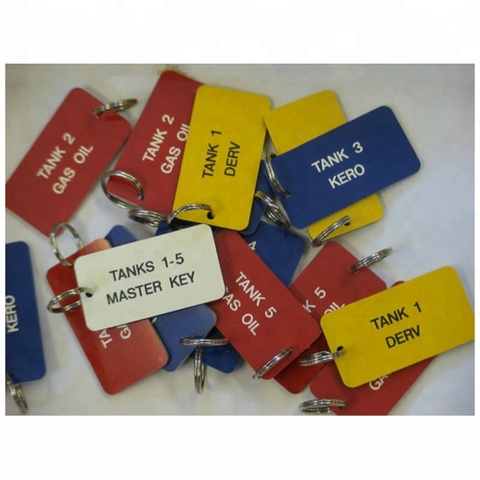 TANK 2
GAS OIL
TANK 2
GAS OIL
TANK 1
DERV
TANK 3
KERO
TANKS 1-5
MASTER KEY
TANK 5
GAS OIL
5
TANK 1
DERV
KERO